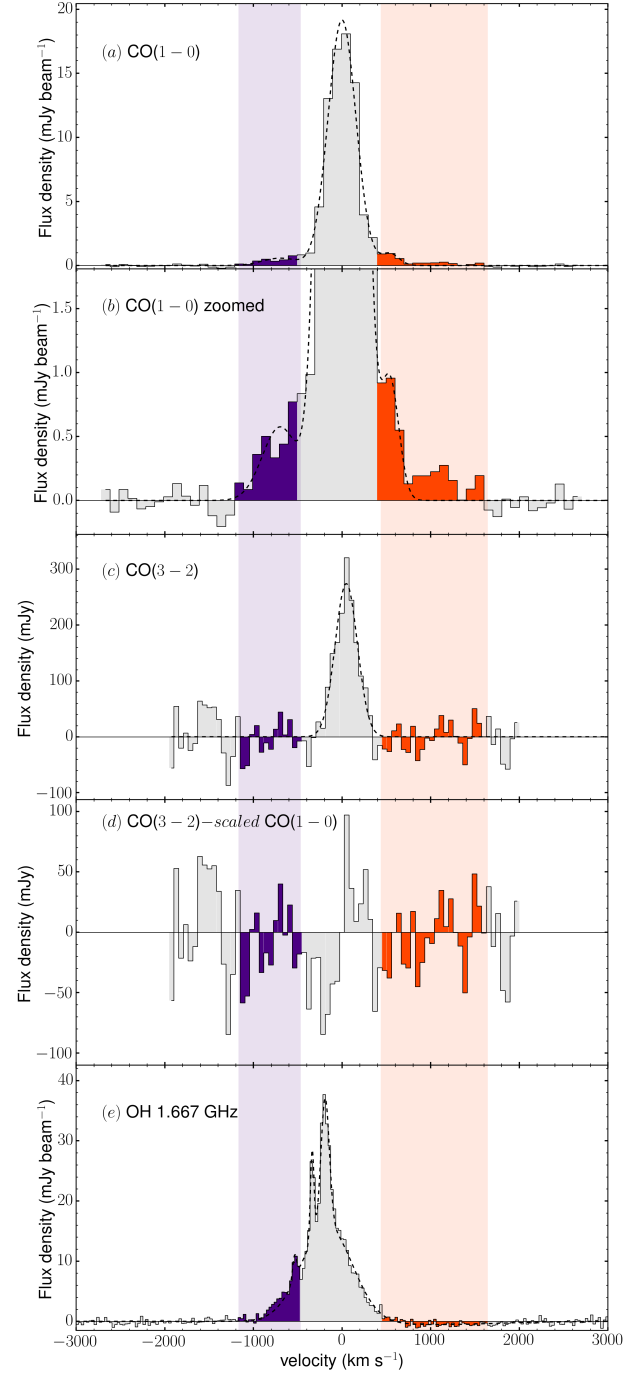 20
15
10
5
0
Flux density (mJy beam⁻¹)
(a) CO(1 − 0)
1.5
1.0
0.5
0.0
Flux density (mJy beam⁻¹)
(b) CO(1 − 0) zoomed
300
200
100
0
−100
Flux density (mJy)
(c) CO(3 − 2)
100
50
0
−50
−100
Flux density (mJy)
(d) CO(3 − 2)−scaled CO(1 − 0)
40
30
20
10
0
Flux density (mJy beam⁻¹)
(e) OH 1.667 GHz
−3000 −2000 −1000 0 1000 2000 3000
velocity (km s⁻¹)